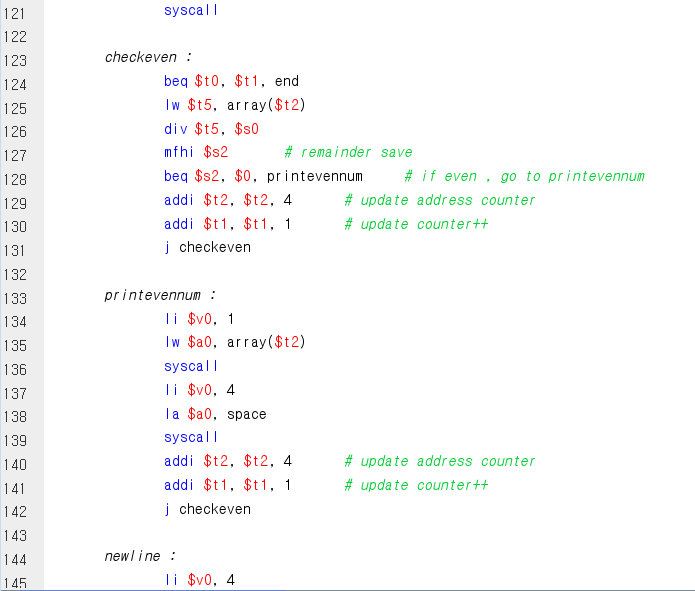 121 syscall
122
123 checkeven :
124 beq $t0, $t1, end
125 lw $t5, array($t2)
126 div $t5, $s0
127 mfhi $s2 # remainder save
128 beq $s2, $0, printevennum # if even , go to printevennum
129 addi $t2, $t2, 4 # update address counter
130 addi $t1, $t1, 1 # update counter++
131 j checkeven
132
133 printevennum :
134 li $v0, 1
135 lw $a0, array($t2)
136 syscall
137 li $v0, 4
138 la $a0, space
139 syscall
140 addi $t2, $t2, 4 # update address counter
141 addi $t1, $t1, 1 # update counter++
142 j checkeven
143
144 newline :
145 li $v0, 4